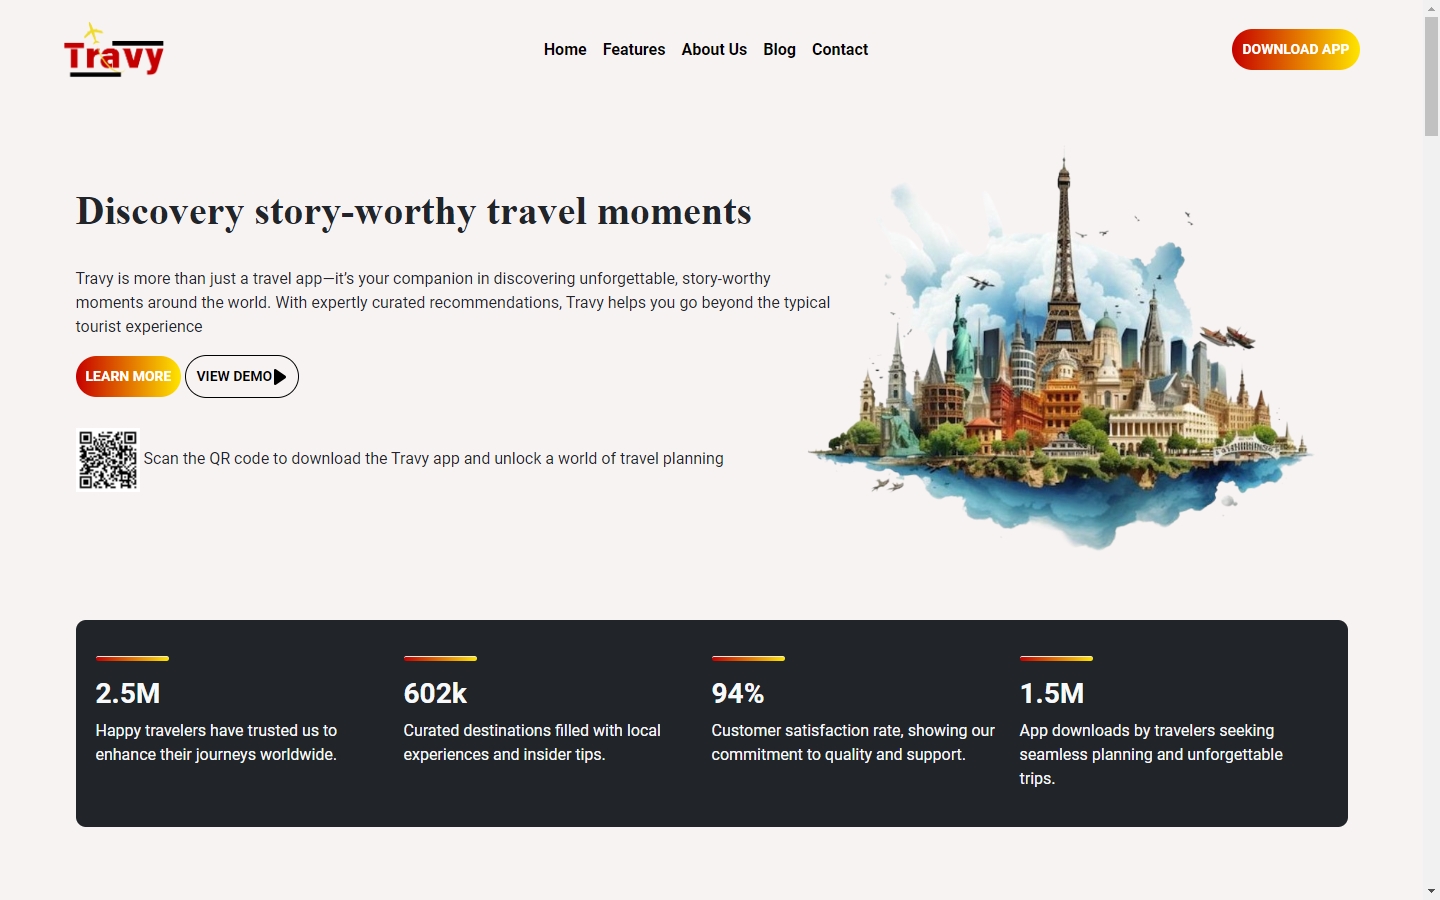 Travy
Home Features About Us Blog Contact
DOWNLOAD APP
Discovery story-worthy travel moments
Travy is more than just a travel app—it's your companion in discovering unforgettable, story-worthy
moments around the world. With expertly curated recommendations, Travy helps you go beyond the typical
tourist experience
LEARN MORE
VIEW DEMO
Scan the QR code to download the Travy app and unlock a world of travel planning
2.5M
Happy travelers have trusted us to
enhance their journeys worldwide.
602k
Curated destinations filled with local
experiences and insider tips.
94%
Customer satisfaction rate, showing our
commitment to quality and support.
1.5M
App downloads by travelers seeking
seamless planning and unforgettable
trips.